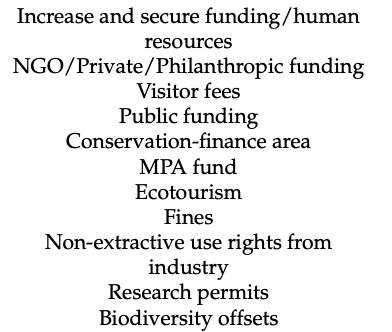 Increase and secure funding/human
resources
NGO/Private/Philanthropic funding
Visitor fees
Public funding
Conservation-finance area
MPA fund
Ecotourism
Fines
Non-extractive use rights from
industry
Research permits
Biodiversity offsets